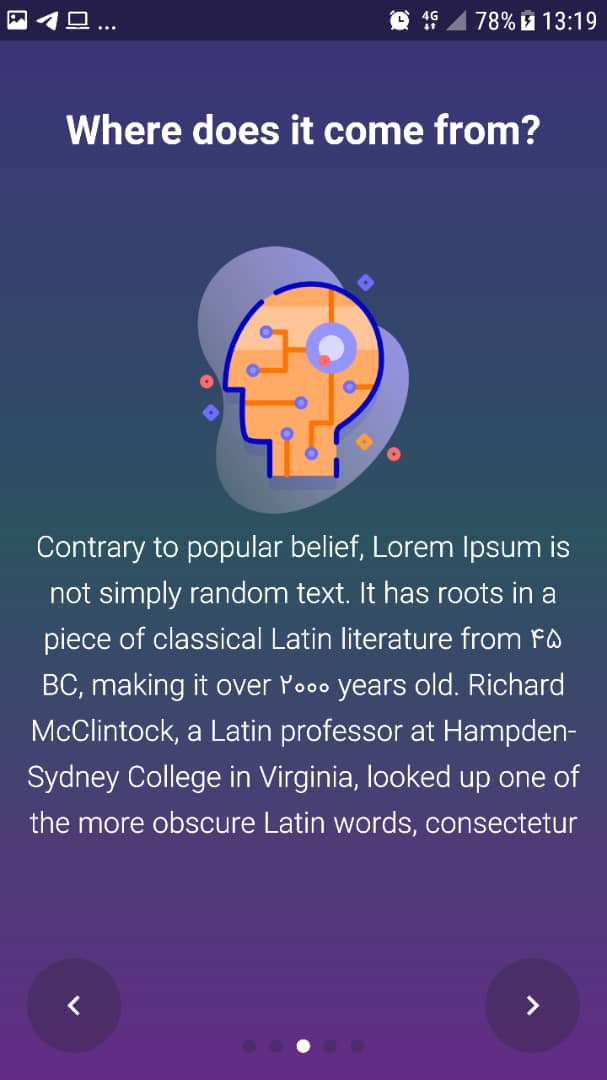 ... 4G 78% 13:19
Where does it come from?
Contrary to popular belief, Lorem Ipsum is
not simply random text. It has roots in a
piece of classical Latin literature from ۴۵
BC, making it over ۲۰۰۰ years old. Richard
McClintock, a Latin professor at Hampden-
Sydney College in Virginia, looked up one of
the more obscure Latin words, consectetur